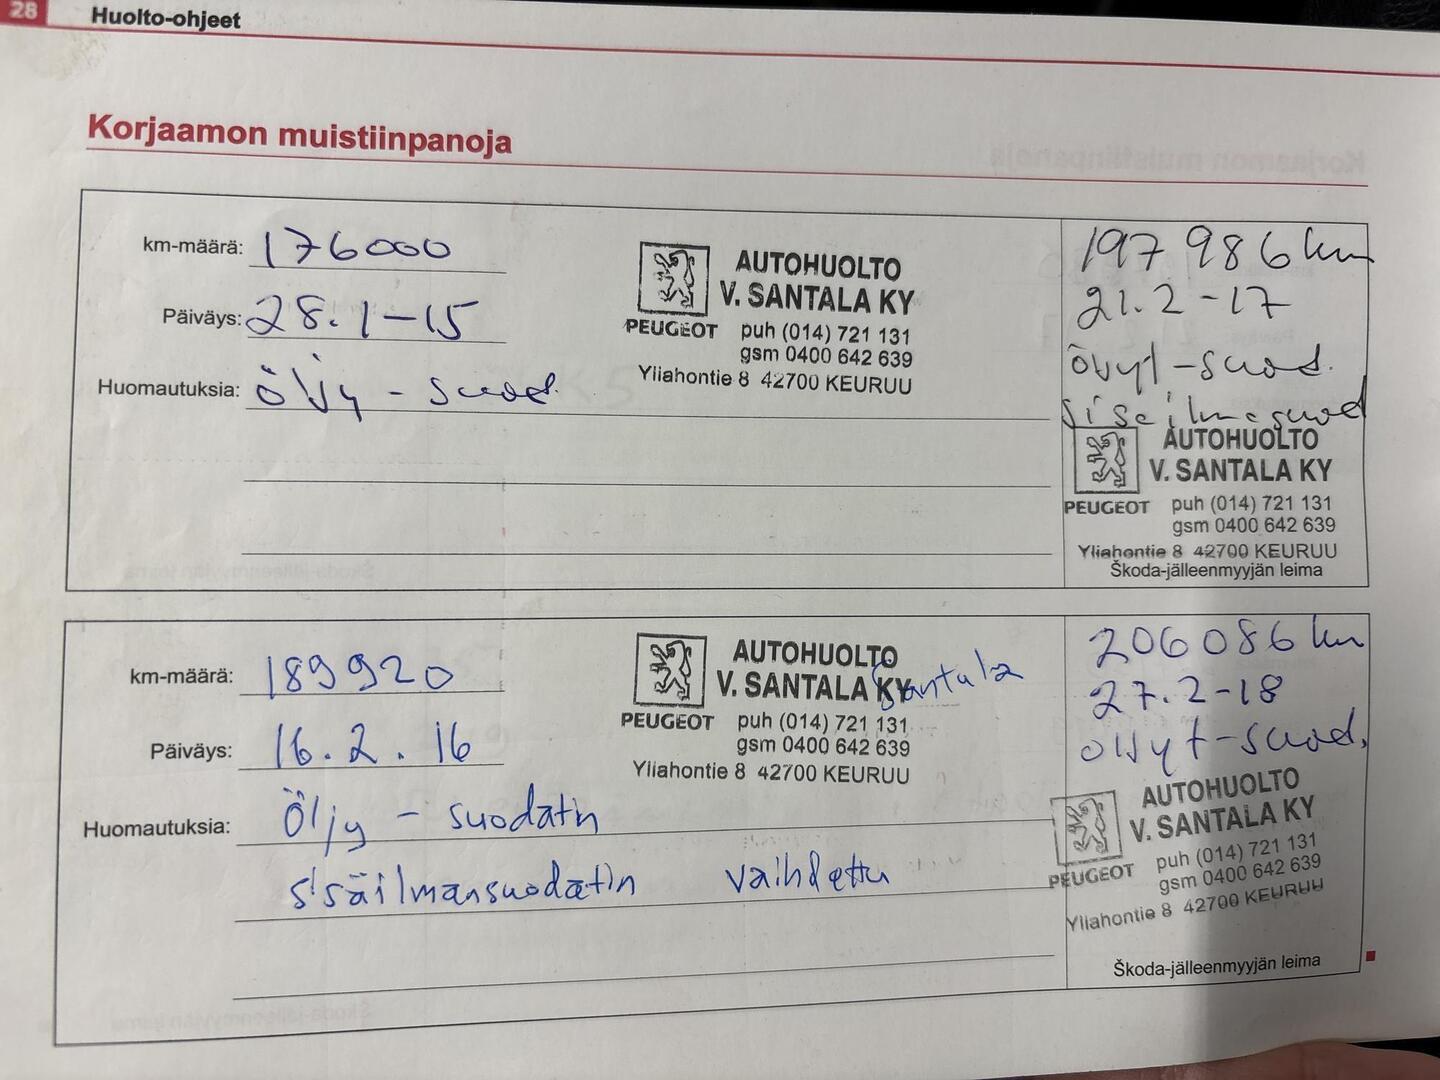 28 Huolto-ohjeet
Korjaamon muistiinpanoja
km-määrä: 176000
Päiväys: 28.1-15
Huomautuksia: öljy - suod.
AUTOHUOLTO
V. SANTALA KY
PEUGEOT puh (014) 721 131
gsm 0400 642 639
Yliahontie 8 42700 KEURUU
197 986 km
21.2-17
öljyt-suod.
sisäilmasuod
AUTOHUOLTO
V. SANTALA KY
PEUGEOT puh (014) 721 131
gsm 0400 642 639
Yliahontie 8 42700 KEURUU
Škoda-jälleenmyyjän leima
km-määrä: 189920
Päiväys: 16.2.16
Huomautuksia: Öljy - suodatin
sisäilmansuodatin vaihdettu
AUTOHUOLTO
V. SANTALA KY Santala
PEUGEOT puh (014) 721 131
gsm 0400 642 639
Yliahontie 8 42700 KEURUU
206086 km
27.2-18
öljyt-suod.
AUTOHUOLTO
V. SANTALA KY
PEUGEOT puh (014) 721 131
gsm 0400 642 639
Yliahontie 8 42700 KEURUU
Škoda-jälleenmyyjän leima